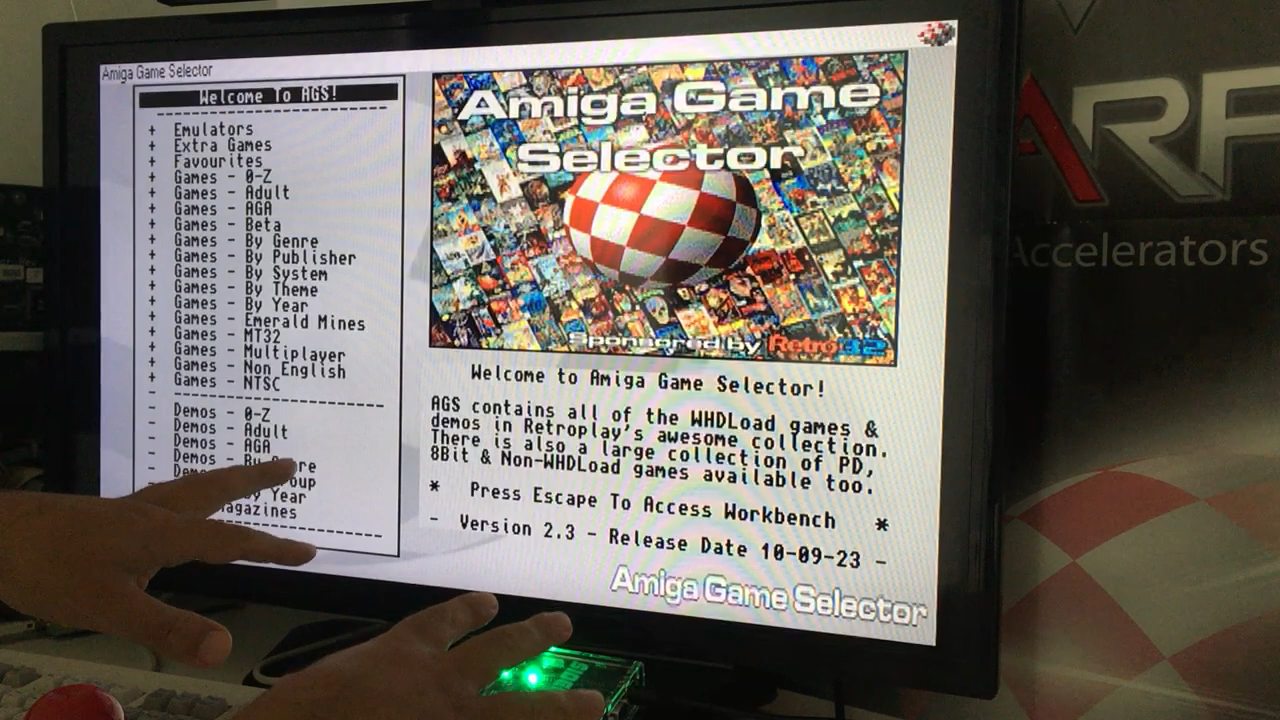 Amiga Game Selector
Welcome To AGS!
+ Emulators
+ Extra Games
+ Favourites
+ Games - 0-Z
+ Games - Adult
+ Games - AGA
+ Games - Beta
+ Games - By Genre
+ Games - By Publisher
+ Games - By System
+ Games - By Theme
+ Games - By Year
+ Games - Emerald Mines
+ Games - MT32
+ Games - Multiplayer
+ Games - Non English
+ Games - NTSC
- Demos - 0-Z
- Demos - Adult
- Demos - AGA
- Demos - By Genre
- Demos
By Year
Magazines
Amiga Game
Selector
Sponsored by Retro32
Welcome to Amiga Game Selector!
AGS contains all of the WHDLoad games &
demos in Retroplay's awesome collection.
There is also a large collection of PD,
8Bit & Non-WHDLoad games available too.
* Press Escape To Access Workbench *
- Version 2.3 - Release Date 10-09-23 -
Amiga Game Selector
ARP
Accelerators